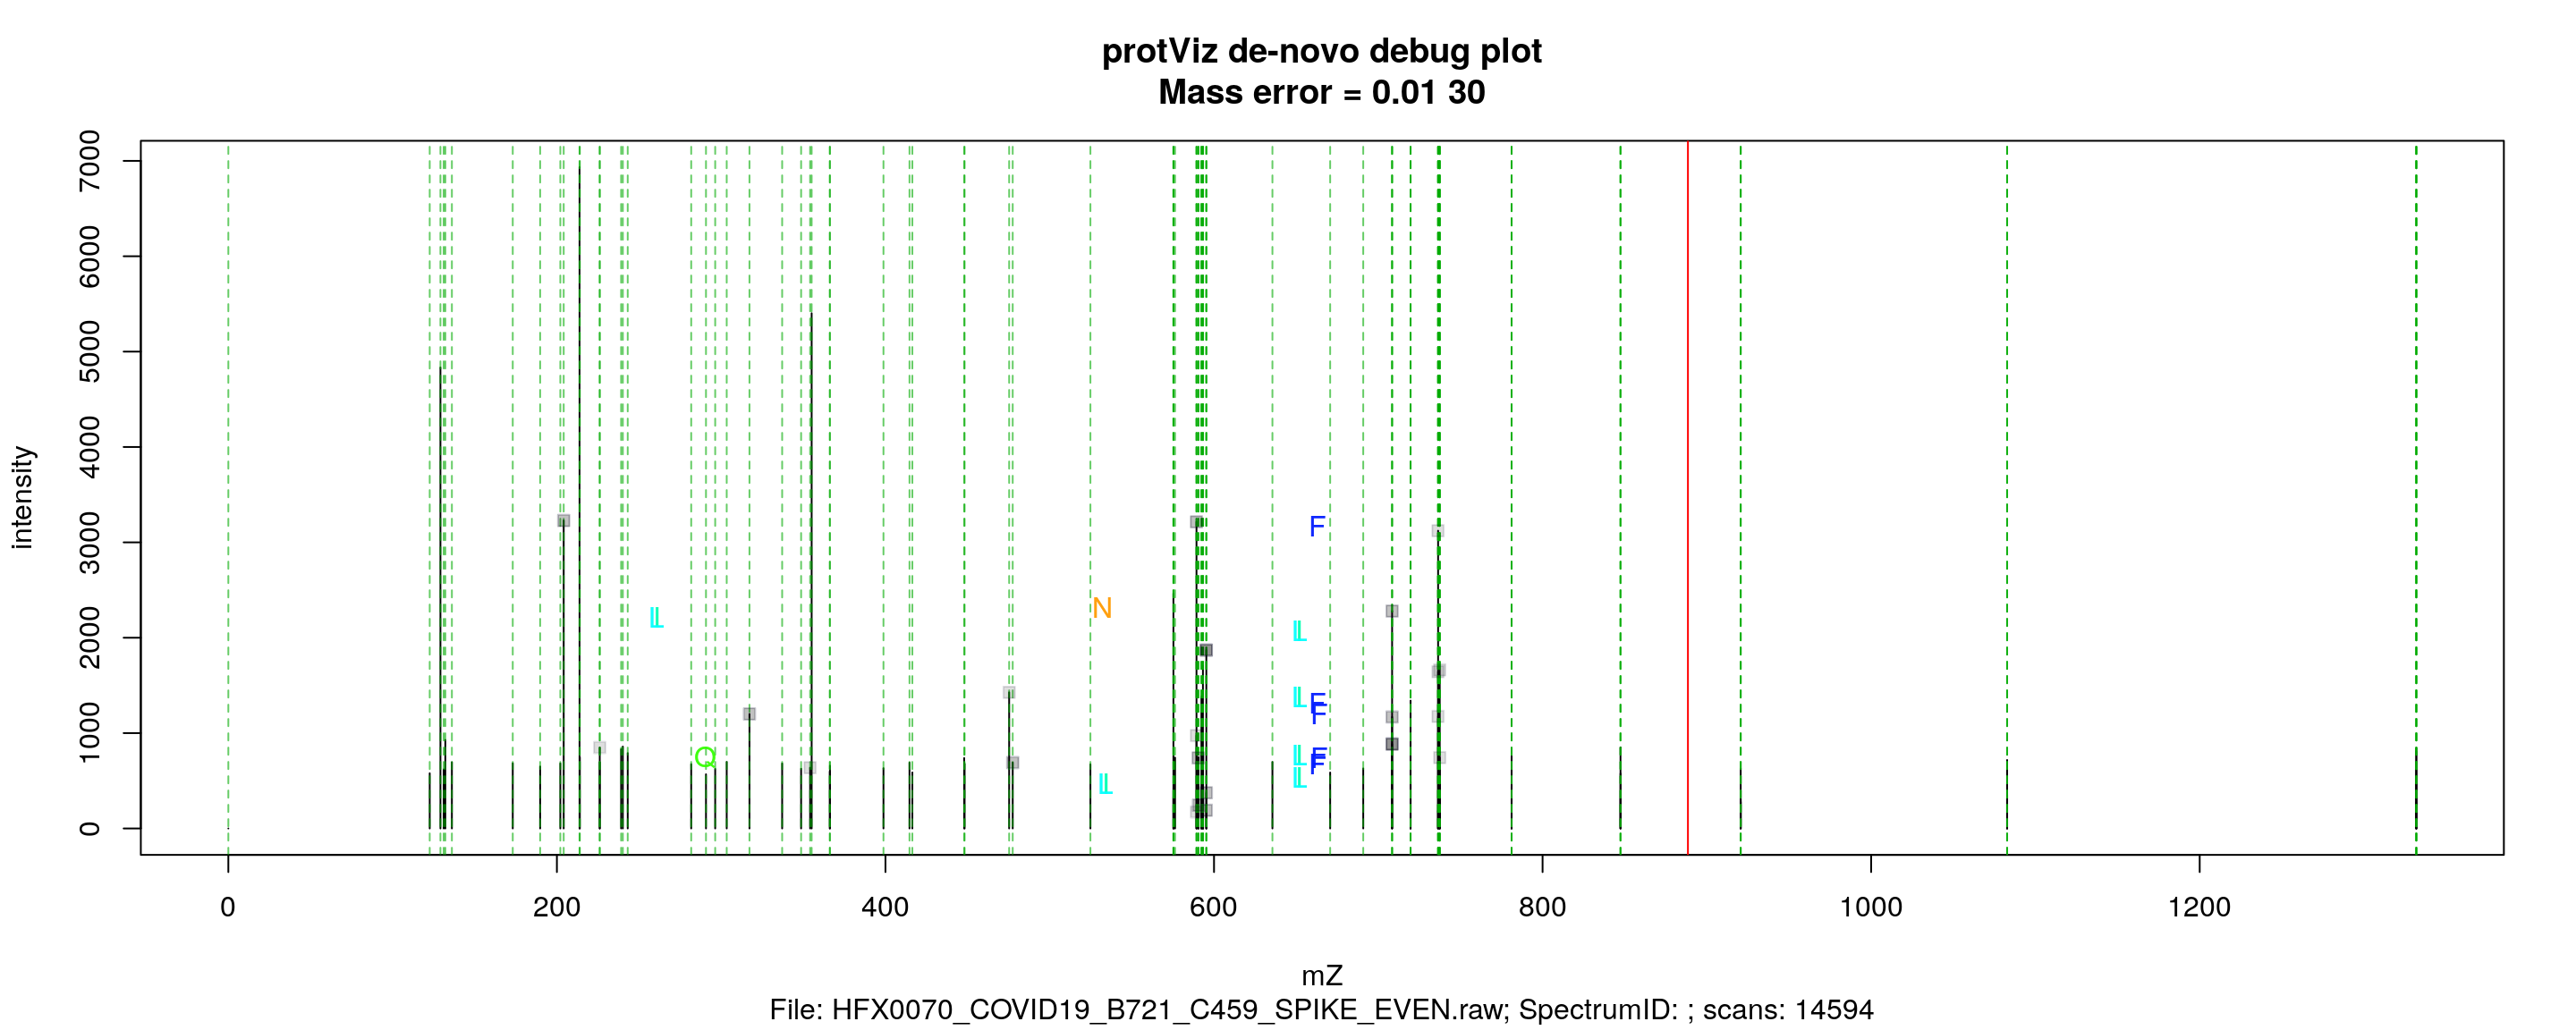 protViz de-novo debug plot
Mass error = 0.01 30
intensity
7000
6000
5000
4000
3000
2000
1000
0
F
IL
N
IL
IL
F
F
Q
IL
F
F
IL
IL
0 200 400 600 800 1000 1200
mZ
File: HFX0070_COVID19_B721_C459_SPIKE_EVEN.raw; SpectrumID: ; scans: 14594